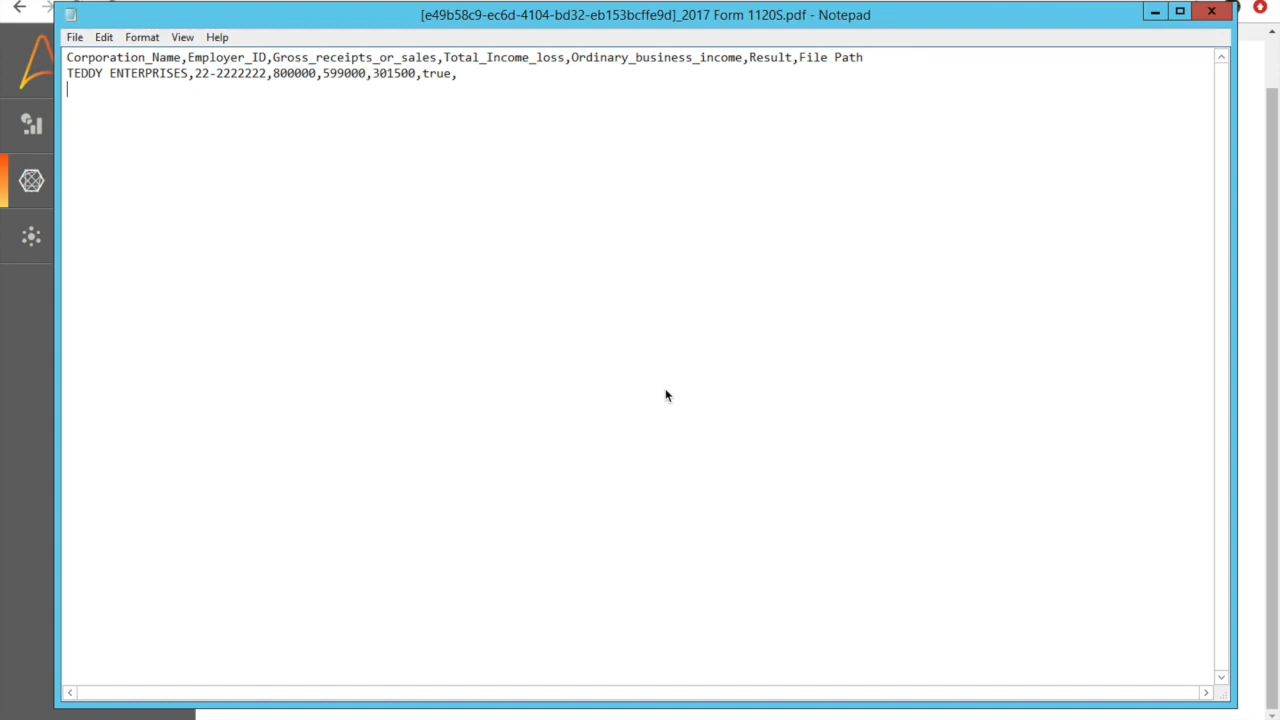 [e49b58c9-ec6d-4104-bd32-eb153bcffe9d]_2017 Form 1120S.pdf - Notepad
File Edit Format View Help
Corporation_Name,Employer_ID,Gross_receipts_or_sales,Total_Income_loss,Ordinary_business_income,Result,File Path
TEDDY ENTERPRISES,22-2222222,800000,599000,301500,true,